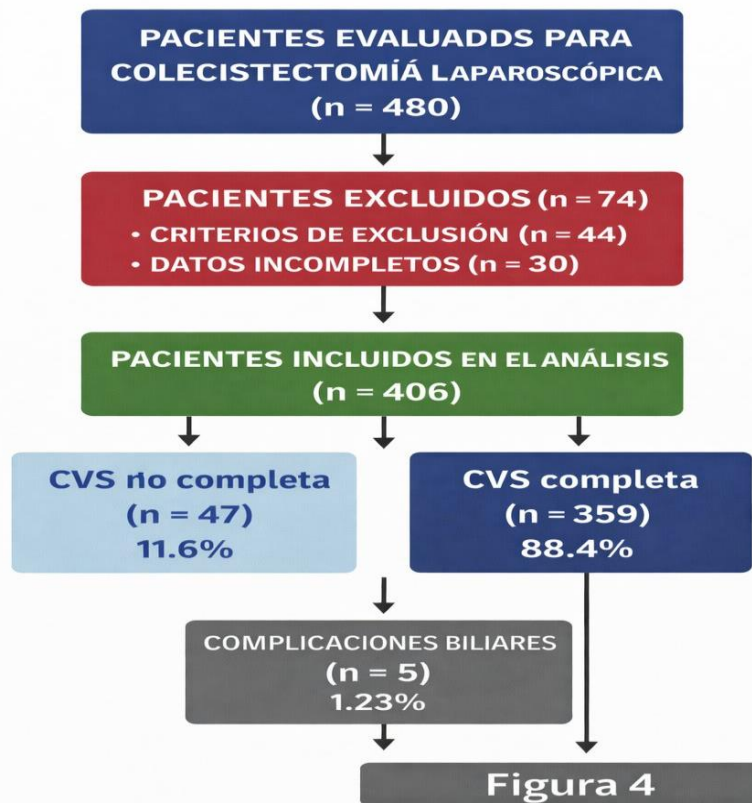 PACIENTES EVALUADDS PARA
COLECISTECTOMÍÁ LAPAROSCÓPICA
(n = 480)
PACIENTES EXCLUIDOS (n = 74)
• CRITERIOS DE EXCLUSIÓN (n = 44)
• DATOS INCOMPLETOS (n = 30)
PACIENTES INCLUIDOS EN EL ANÁLISIS
(n = 406)
CVS no completa
(n = 47)
11.6%
CVS completa
(n = 359)
88.4%
COMPLICACIONES BILIARES
(n = 5)
1.23%
Figura 4